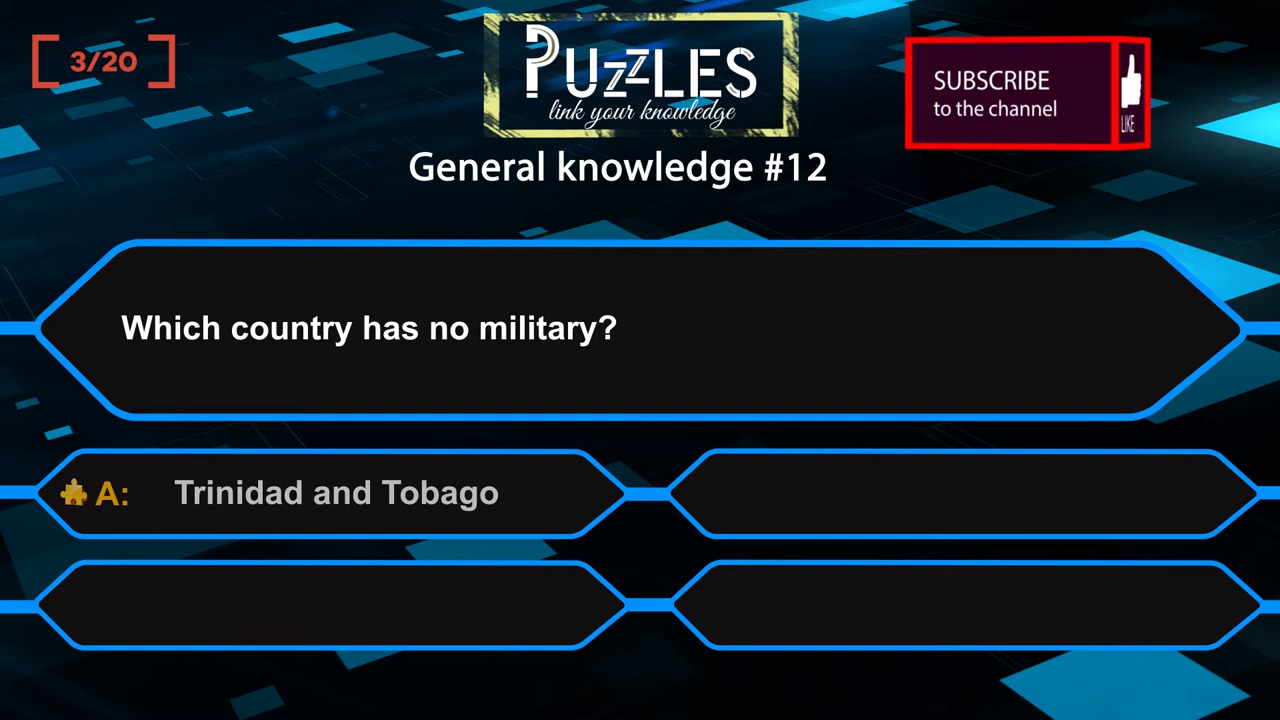 3/20
PUZZLES
link your knowledge
SUBSCRIBE
to the channel
LIKE
General knowledge #12
Which country has no military?
A: Trinidad and Tobago